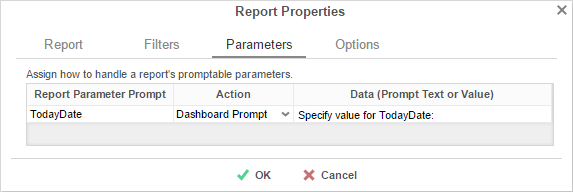 Report Properties
Report Filters Parameters Options
Assign how to handle a report's promptable parameters.
Report Parameter Prompt Action Data (Prompt Text or Value)
TodayDate Dashboard Prompt Specify value for TodayDate:
OK Cancel